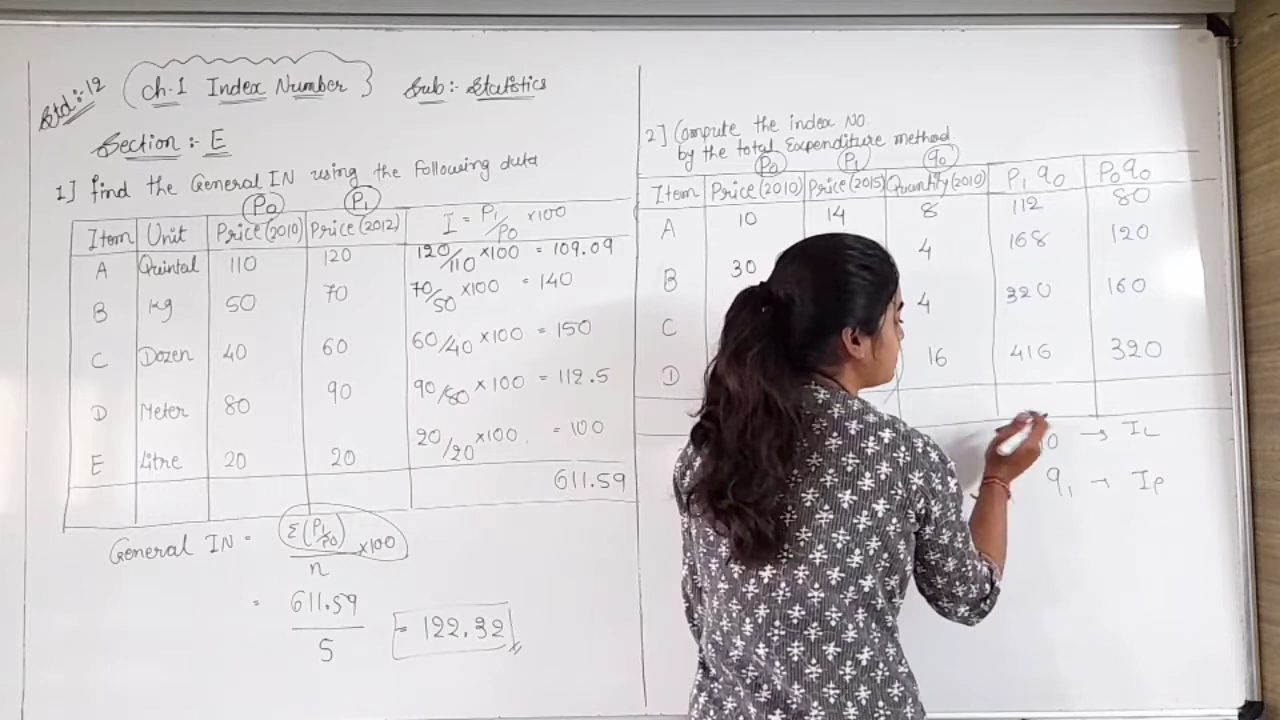 Std:-12
Ch-1 Index Number
Sub:- Statistics
Section:- E
1] find the General IN using the following data
P0 P1
Item Unit Price(2010) Price(2012) I = P1/P0 ×100
A Quintal 110 120 120/110 ×100 = 109.09
B Kg 50 70 70/50 ×100 = 140
C Dozen 40 60 60/40 ×100 = 150
D Meter 80 90 90/80 ×100 = 112.5
E Litre 20 20 20/20 ×100 = 100
611.59
General IN = Σ(P1/P0) ×100
n
= 611.59
5
= 122.32
2] Compute the index NO.
by the total Expenditure method
P0 P1 q0
Item Price(2010) Price(2015) Quantity(2010) P1 q0 P0 q0
A 10 14 8 112 80
B 30 4 168 120
C 4 320 160
D 16 416 320
0 → IL
q1 → IP